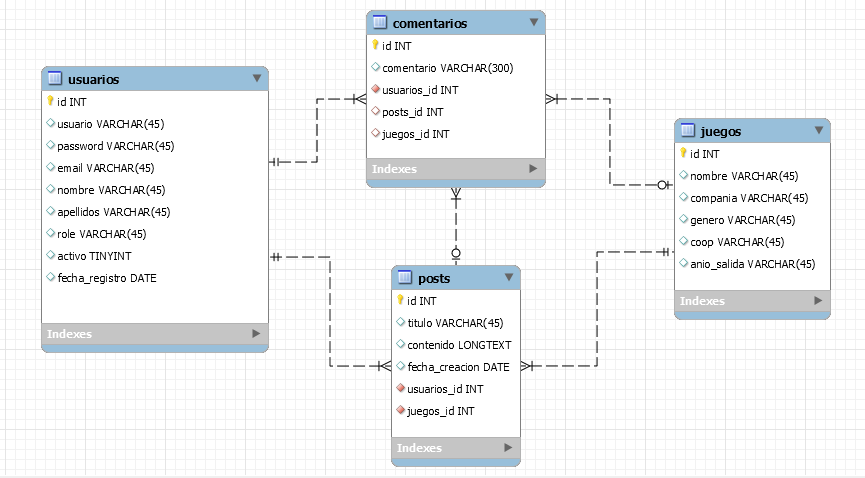 comentarios
id INT
comentario VARCHAR(300)
usuarios_id INT
posts_id INT
juegos_id INT
Indexes
usuarios
id INT
usuario VARCHAR(45)
password VARCHAR(45)
email VARCHAR(45)
nombre VARCHAR(45)
apellidos VARCHAR(45)
role VARCHAR(45)
activo TINYINT
fecha_registro DATE
Indexes
juegos
id INT
nombre VARCHAR(45)
compania VARCHAR(45)
genero VARCHAR(45)
coop VARCHAR(45)
anio_salida VARCHAR(45)
Indexes
posts
id INT
titulo VARCHAR(45)
contenido LONGTEXT
fecha_creacion DATE
usuarios_id INT
juegos_id INT
Indexes